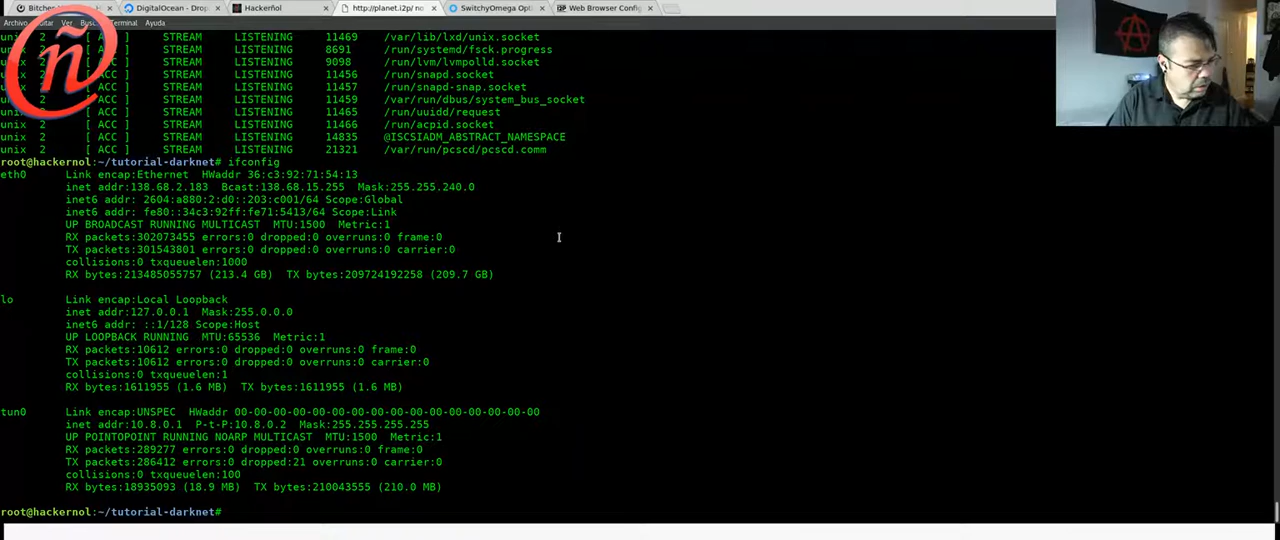 Bitcher
DigitalOcean - Drop
Hackerñol
http://planet.i2p/ no
SwitchyOmega Opti
Web Browser Config
Archivo Editar Ver Terminal Ayuda
unix 2 [ ACC ] STREAM LISTENING 11469 /var/lib/lxd/unix.socket
unix 2 [ ACC ] STREAM LISTENING 8691 /run/systemd/fsck.progress
2 [ ACC ] STREAM LISTENING 9098 /run/lvm/lvmpolld.socket
2 [ ACC ] STREAM LISTENING 11456 /run/snapd.socket
2 [ ACC ] STREAM LISTENING 11457 /run/snapd-snap.socket
2 [ ACC ] STREAM LISTENING 11459 /var/run/dbus/system_bus_socket
unix 2 [ ACC ] STREAM LISTENING 11465 /run/uuidd/request
unix 2 [ ACC ] STREAM LISTENING 11466 /run/acpid.socket
unix 2 [ ACC ] STREAM LISTENING 14835 @ISCSIADM_ABSTRACT_NAMESPACE
unix 2 [ ACC ] STREAM LISTENING 21321 /var/run/pcscd/pcscd.comm
root@hackernol:~/tutorial-darknet# ifconfig
eth0 Link encap:Ethernet HWaddr 36:c3:92:71:54:13
inet addr:138.68.2.183 Bcast:138.68.15.255 Mask:255.255.240.0
inet6 addr: 2604:a880:2:d0::203:c001/64 Scope:Global
inet6 addr: fe80::34c3:92ff:fe71:5413/64 Scope:Link
UP BROADCAST RUNNING MULTICAST MTU:1500 Metric:1
RX packets:302073455 errors:0 dropped:0 overruns:0 frame:0
TX packets:301543801 errors:0 dropped:0 overruns:0 carrier:0
collisions:0 txqueuelen:1000
RX bytes:213485055757 (213.4 GB) TX bytes:209724192258 (209.7 GB)
lo Link encap:Local Loopback
inet addr:127.0.0.1 Mask:255.0.0.0
inet6 addr: ::1/128 Scope:Host
UP LOOPBACK RUNNING MTU:65536 Metric:1
RX packets:10612 errors:0 dropped:0 overruns:0 frame:0
TX packets:10612 errors:0 dropped:0 overruns:0 carrier:0
collisions:0 txqueuelen:1
RX bytes:1611955 (1.6 MB) TX bytes:1611955 (1.6 MB)
tun0 Link encap:UNSPEC HWaddr 00-00-00-00-00-00-00-00-00-00-00-00-00-00-00-00
inet addr:10.8.0.1 P-t-P:10.8.0.2 Mask:255.255.255.255
UP POINTOPOINT RUNNING NOARP MULTICAST MTU:1500 Metric:1
RX packets:289277 errors:0 dropped:0 overruns:0 frame:0
TX packets:286412 errors:0 dropped:21 overruns:0 carrier:0
collisions:0 txqueuelen:100
RX bytes:18935093 (18.9 MB) TX bytes:210043555 (210.0 MB)
root@hackernol:~/tutorial-darknet#